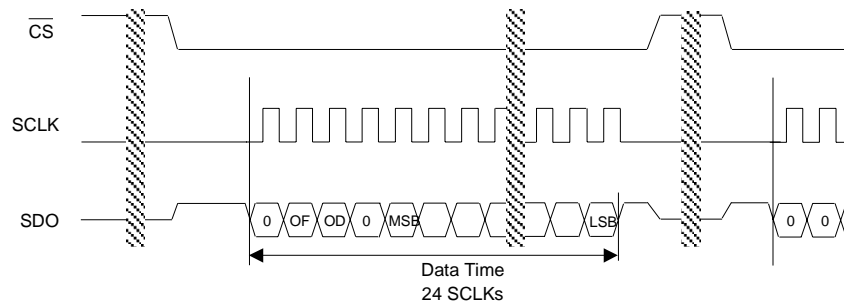 CS
SCLK
SDO
0 OF OD 0 MSB LSB 0 0
Data Time
24 SCLKs